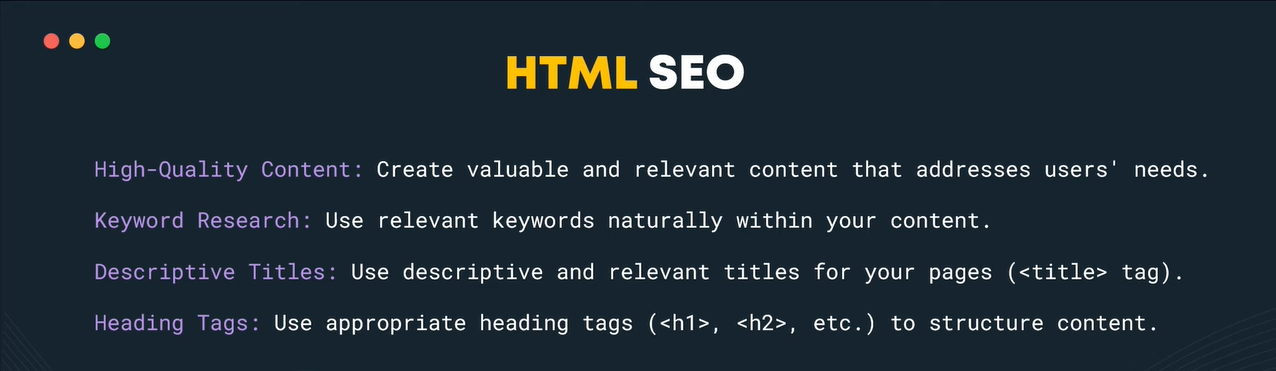 HTML SEO
High-Quality Content: Create valuable and relevant content that addresses users' needs.
Keyword Research: Use relevant keywords naturally within your content.
Descriptive Titles: Use descriptive and relevant titles for your pages (<title> tag).
Heading Tags: Use appropriate heading tags (<h1>, <h2>, etc.) to structure content.